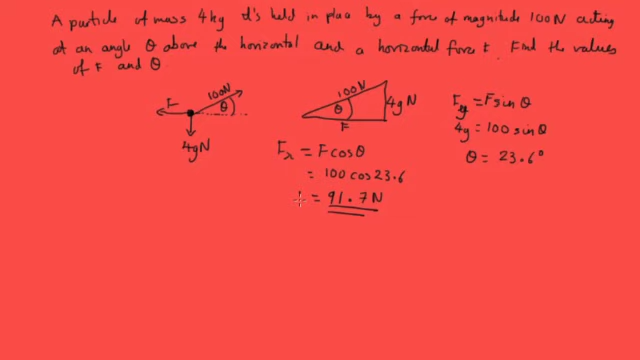 A particle of mass 4kg is held in place by a force of magnitude 100N acting
at an angle θ above the horizontal and a horizontal force F. Find the values
of F and θ
F
100N
θ
4gN
100N
θ
4gN
F
Fy = F sin θ
4g = 100 sin θ
θ = 23.6°
Fx = F cos θ
= 100 cos 23.6
= 91.7N